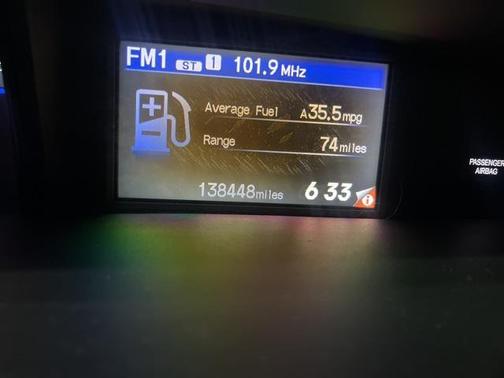 FM1 ST 1 101.9 MHz
Average Fuel A35.5mpg
Range 74miles
138448miles 6 33
PASSENGER
AIRBAG